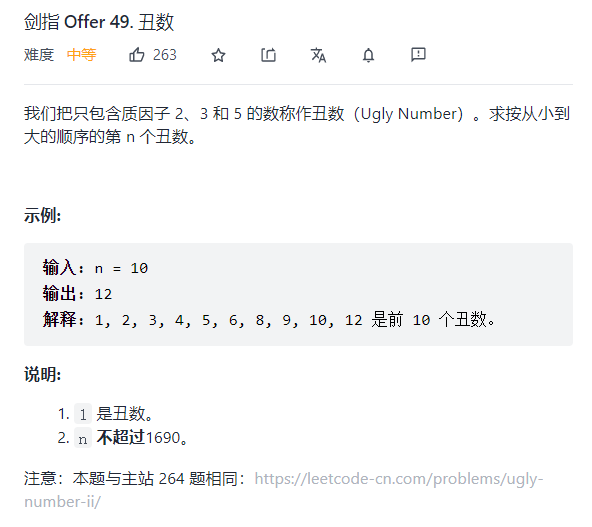 剑指 Offer 49. 丑数
难度 中等 263
我们把只包含质因子 2、3 和 5 的数称作丑数（Ugly Number）。求按从小到
大的顺序的第 n 个丑数。
示例:
输入: n = 10
输出: 12
解释: 1, 2, 3, 4, 5, 6, 8, 9, 10, 12 是前 10 个丑数。
说明:
1. 1 是丑数。
2. n 不超过1690。
注意：本题与主站 264 题相同：https://leetcode-cn.com/problems/ugly-
number-ii/